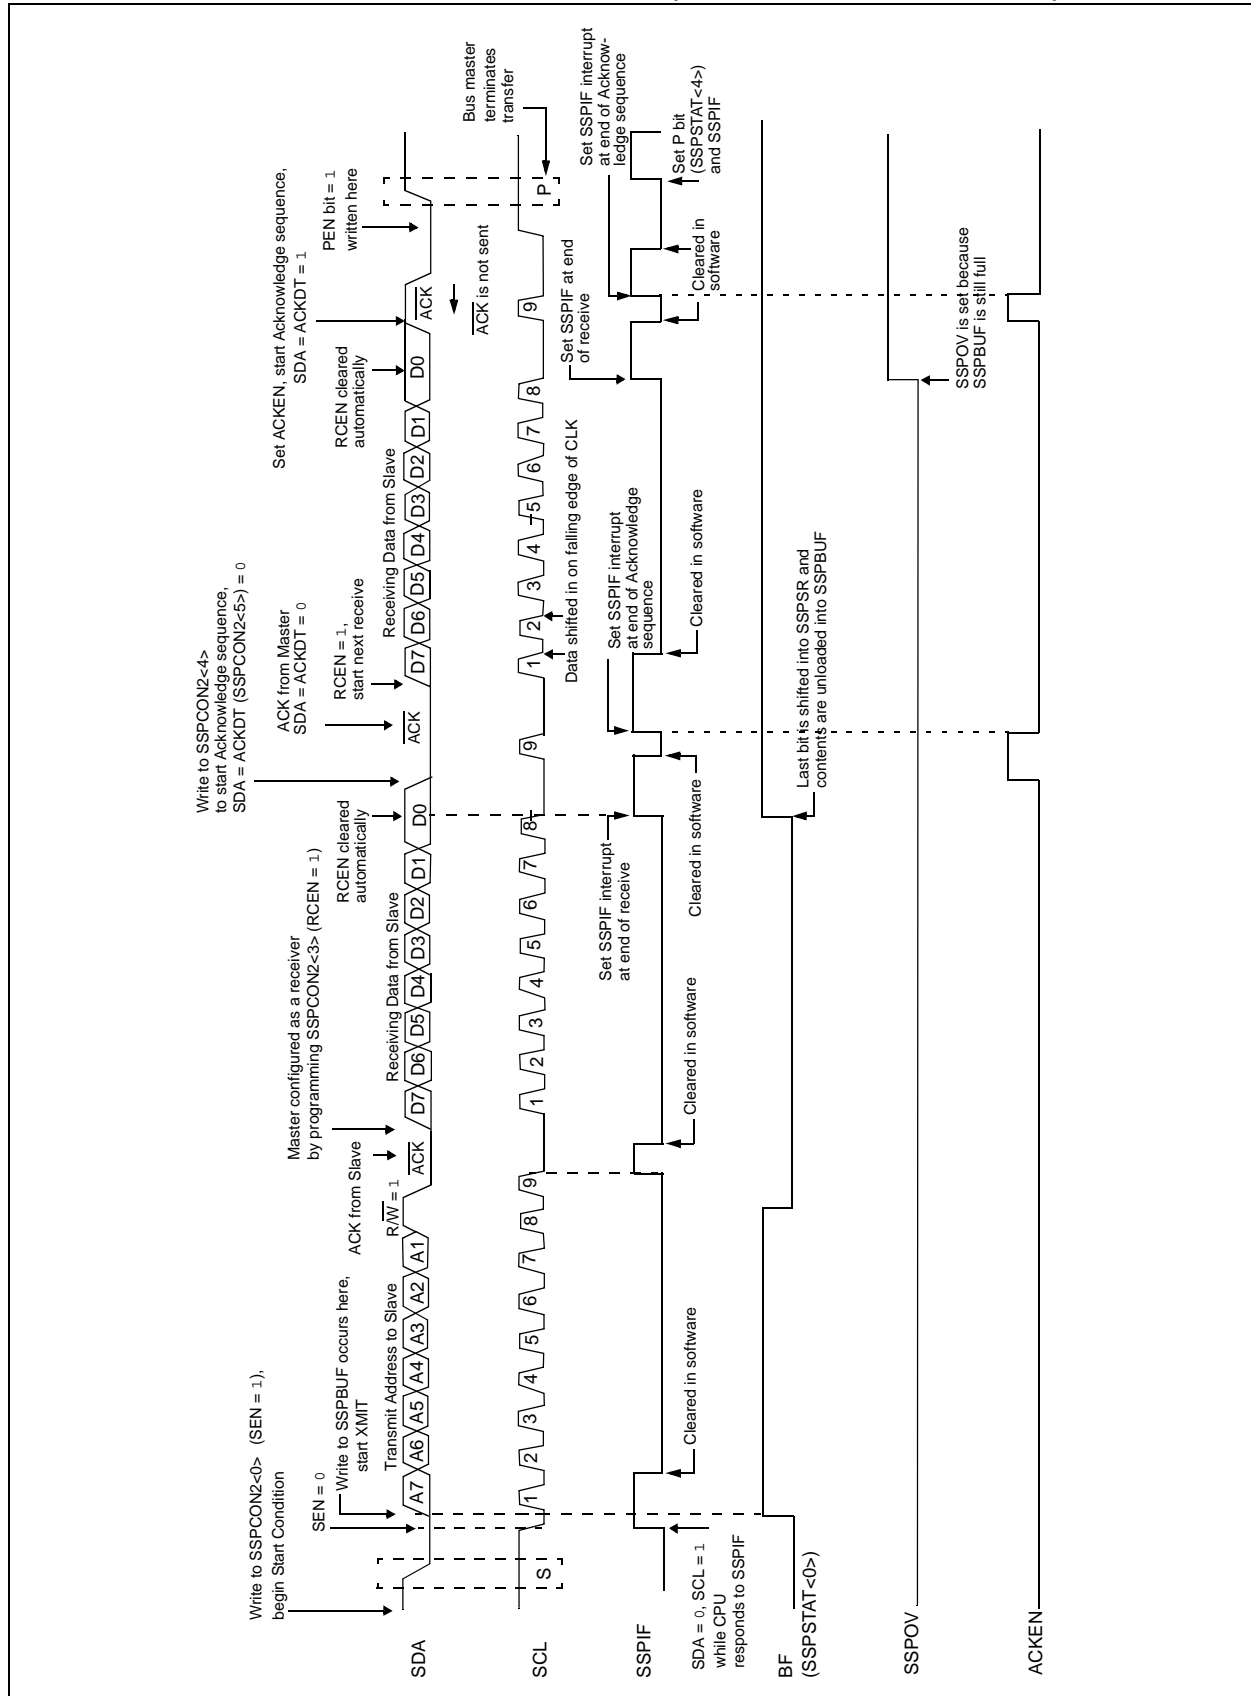 Write to SSPCON2<0> (SEN = 1),
begin Start Condition
SEN = 0
Write to SSPBUF occurs here,
start XMIT
Transmit Address to Slave
R/W = 1
ACK from Slave
Master configured as a receiver
by programming SSPCON2<3> (RCEN = 1)
Receiving Data from Slave
RCEN cleared
automatically
Write to SSPCON2<4>
to start Acknowledge sequence,
SDA = ACKDT (SSPCON2<5>) = 0
ACK from Master
SDA = ACKDT = 0
RCEN = 1,
start next receive
Receiving Data from Slave
RCEN cleared
automatically
Set ACKEN, start Acknowledge sequence,
SDA = ACKDT = 1
PEN bit = 1
written here
SDA
A7 A6 A5 A4 A3 A2 A1
ACK
D7 D6 D5 D4 D3 D2 D1 D0
ACK
D7 D6 D5 D4 D3 D2 D1 D0
ACK
ACK is not sent
Bus master
terminates
transfer
SCL
S
1 2 3 4 5 6 7 8 9
1 2 3 4 5 6 7 8 9
1 2 3 4 5 6 7 8 9
P
Data shifted in on falling edge of CLK
Set SSPIF interrupt
at end of receive
Set SSPIF interrupt
at end of Acknowledge
sequence
Set SSPIF at end
of receive
Set SSPIF interrupt
at end of Acknow-
ledge sequence
SSPIF
SDA = 0, SCL = 1
while CPU
responds to SSPIF
Cleared in software
Cleared in software
Cleared in software
Cleared in software
Cleared in
software
Set P bit
(SSPSTAT<4>)
and SSPIF
BF
(SSPSTAT<0>)
Last bit is shifted into SSPSR and
contents are unloaded into SSPBUF
SSPOV
SSPOV is set because
SSPBUF is still full
ACKEN